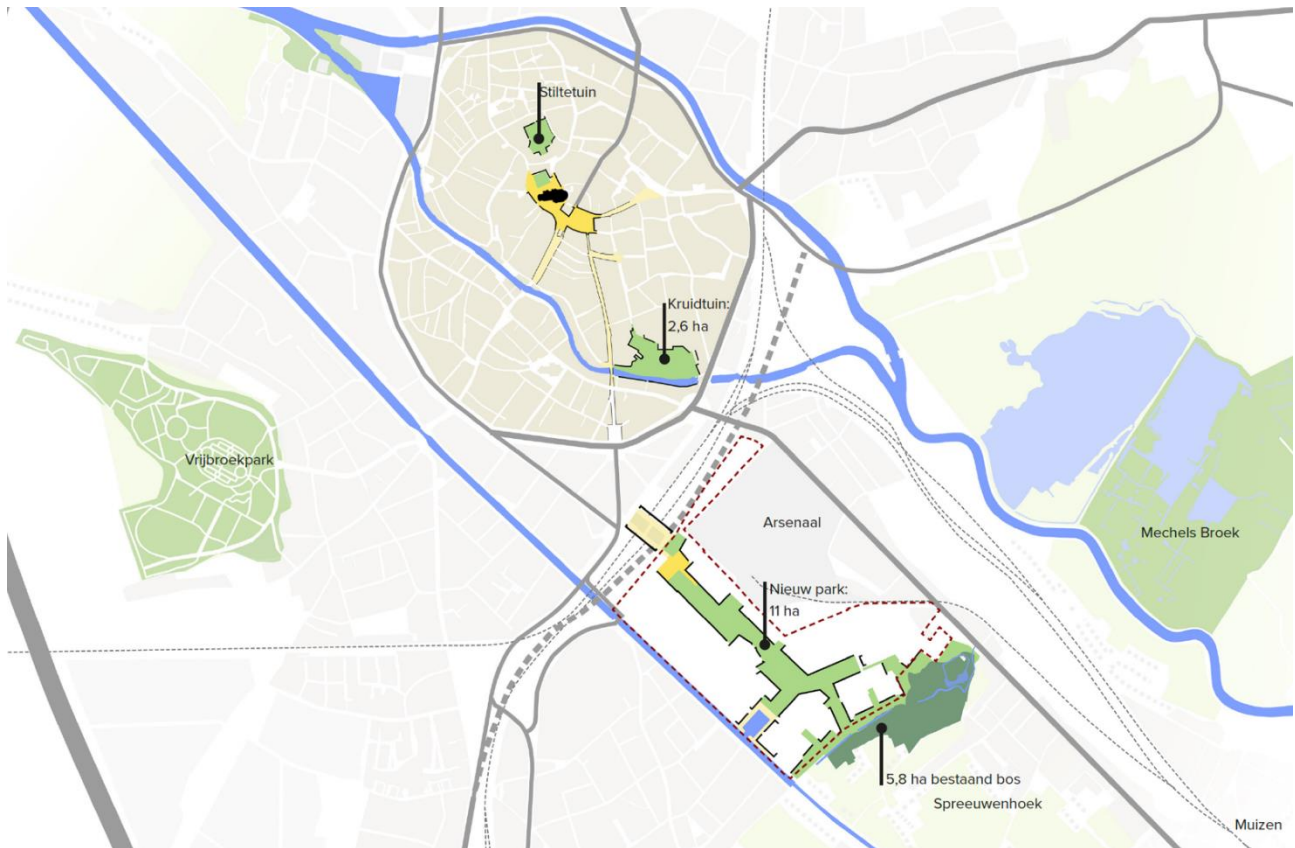 Stiltetuin
Kruidtuin:
2,6 ha
Vrijbroekpark
Arsenaal
Mechels Broek
Nieuw park:
11 ha
5,8 ha bestaand bos
Spreeuwenhoek
Muizen